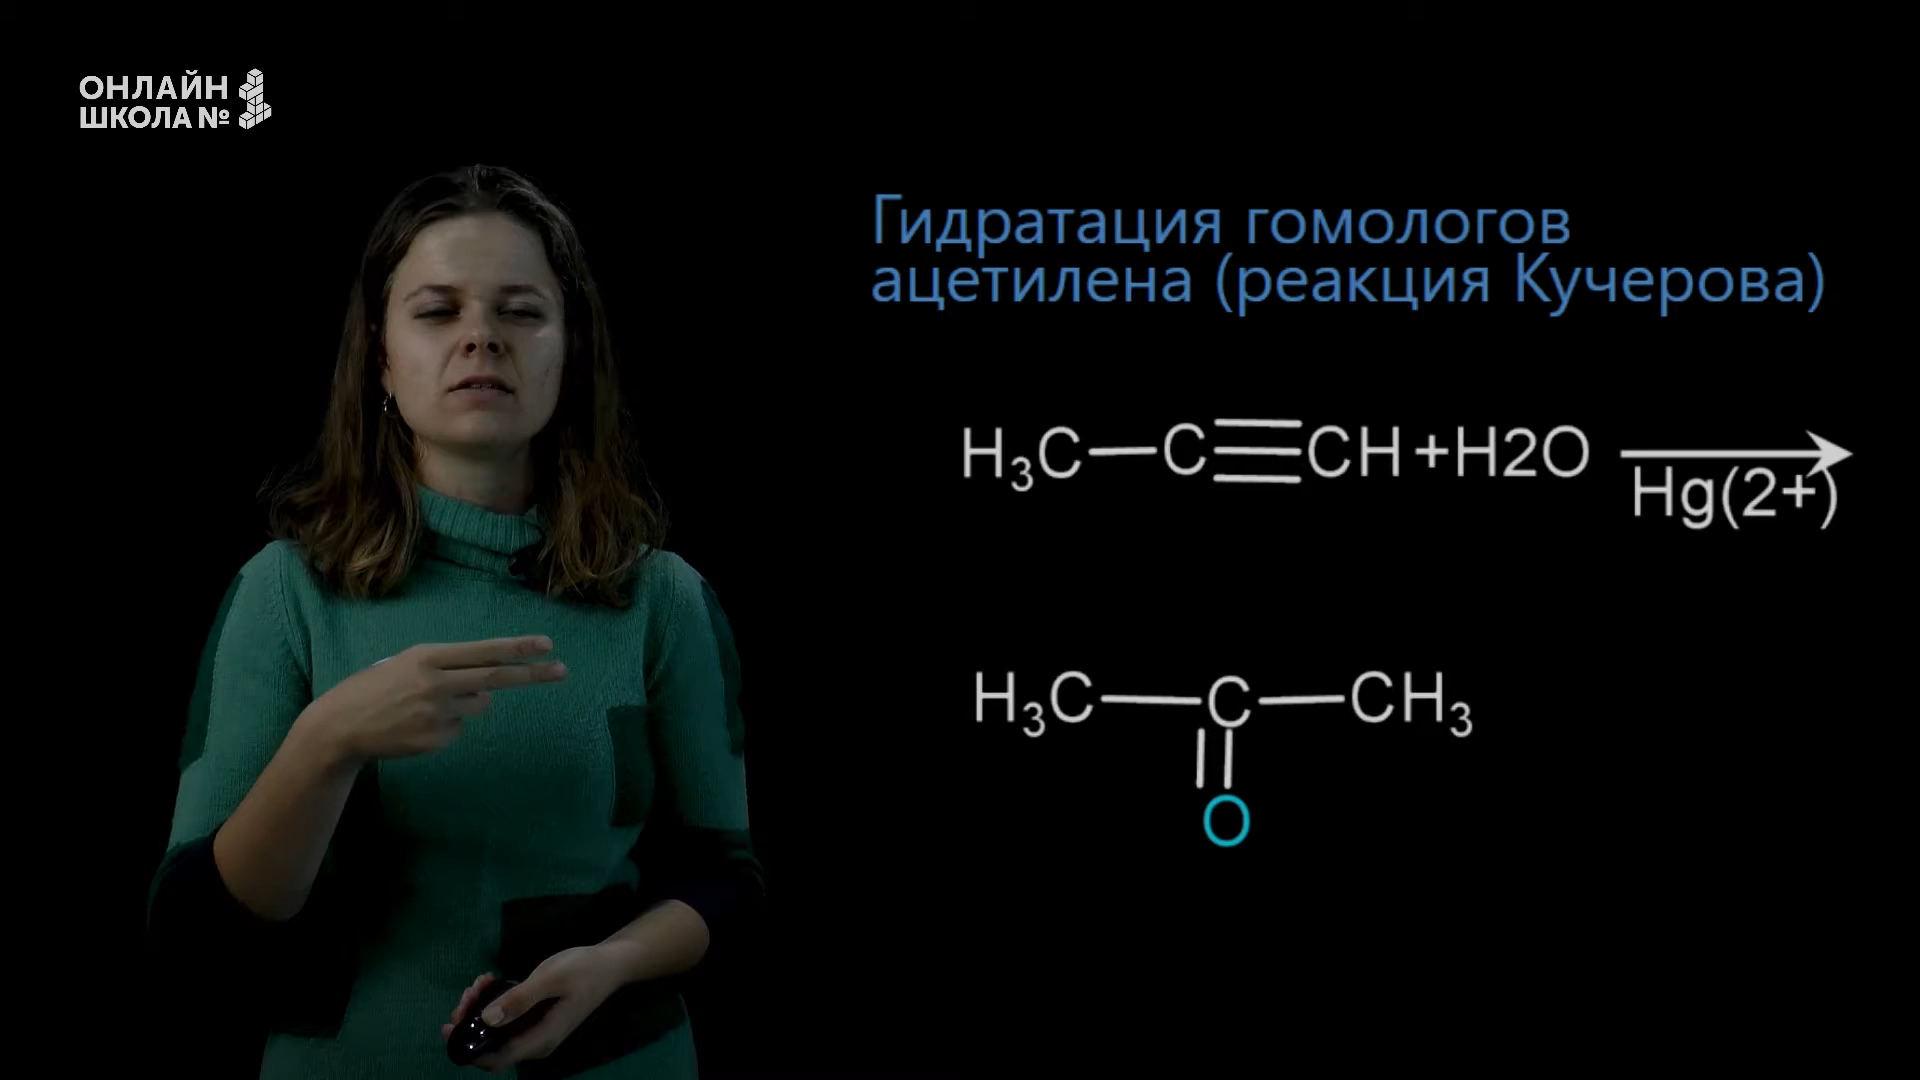 ОНЛАЙН
ШКОЛА №
Гидратация гомологов
ацетилена (реакция Кучерова)
H₃C—C≡CH+H2O
Hg(2+)
H₃C—C—CH₃
O